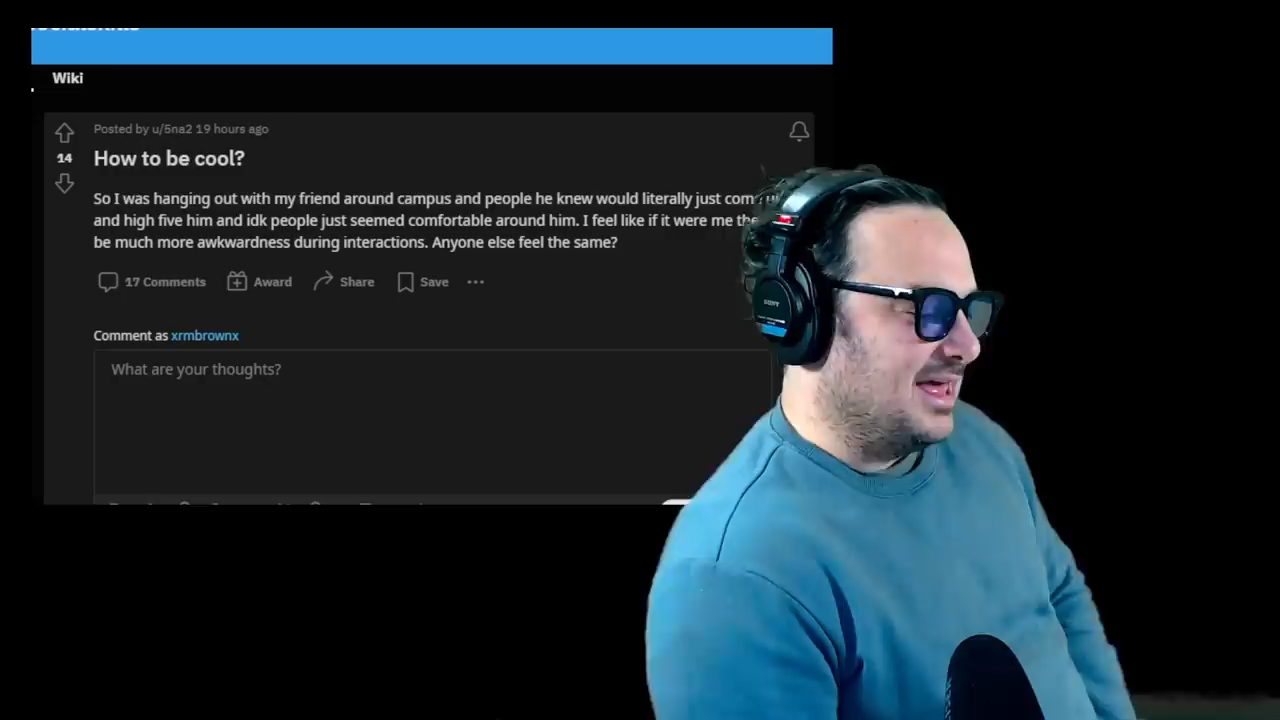 Wiki
Posted by u/5na2 19 hours ago
14
How to be cool?
So I was hanging out with my friend around campus and people he knew would literally just
and high five him and idk people just seemed comfortable around him. I feel like if it were me
be much more awkwardness during interactions. Anyone else feel the same?
17 Comments Award Share Save
Comment as xrmbrownx
What are your thoughts?
SONY